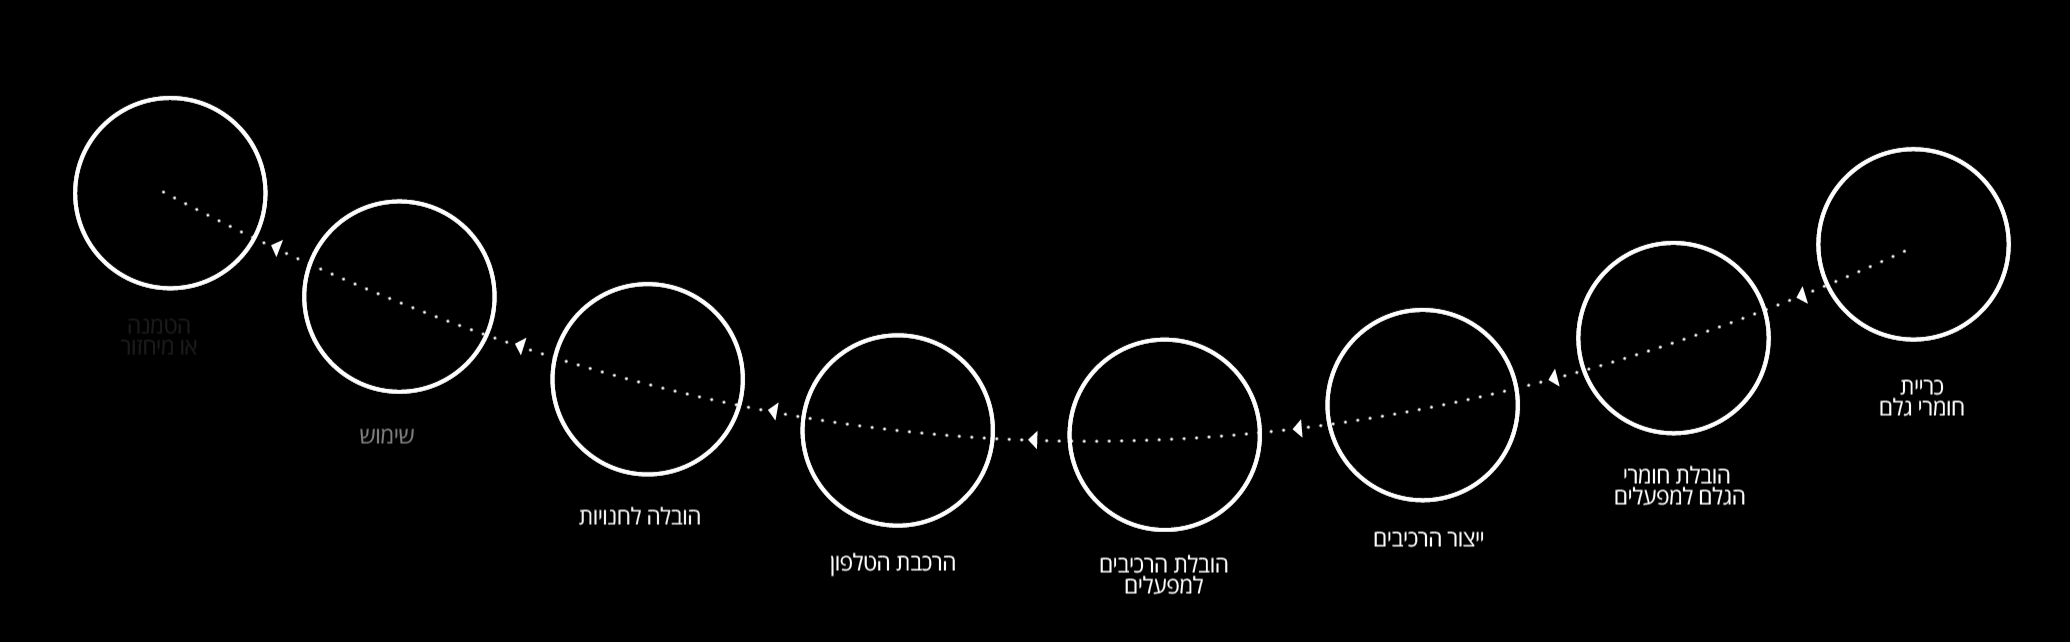 כריית
חומרי גלם
הובלת חומרי
הגלם למפעלים
ייצור הרכיבים
הובלת הרכיבים
למפעלים
הרכבת הטלפון
הובלה לחנויות
שימוש
הטמנה
או מיחזור